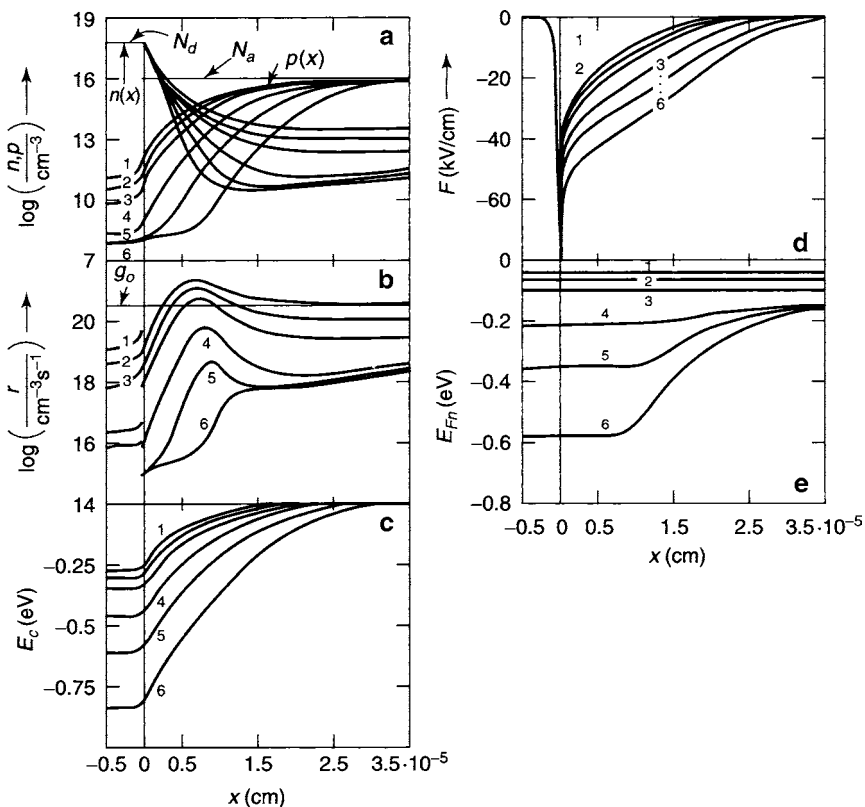 a
N_d
N_a
p(x)
n(x)
log (n,p / cm⁻³)
16
13
10
7
1
2
3
4
5
6
b
g_o
log (r / cm⁻³s⁻¹)
20
18
16
14
1
2
3
4
5
6
c
E_c (eV)
−0.25
−0.5
−0.75
1
4
5
6
−0.5 0 0.5 1.5 2.5 3.5·10⁻⁵
x (cm)
d
F (kV/cm)
0
−20
−40
−60
0
1
2
3
6
e
E_Fn (eV)
−0.2
−0.4
−0.6
−0.8
1
2
3
4
5
6
−0.5 0 0.5 1.5 2.5 3.5·10⁻⁵
x (cm)